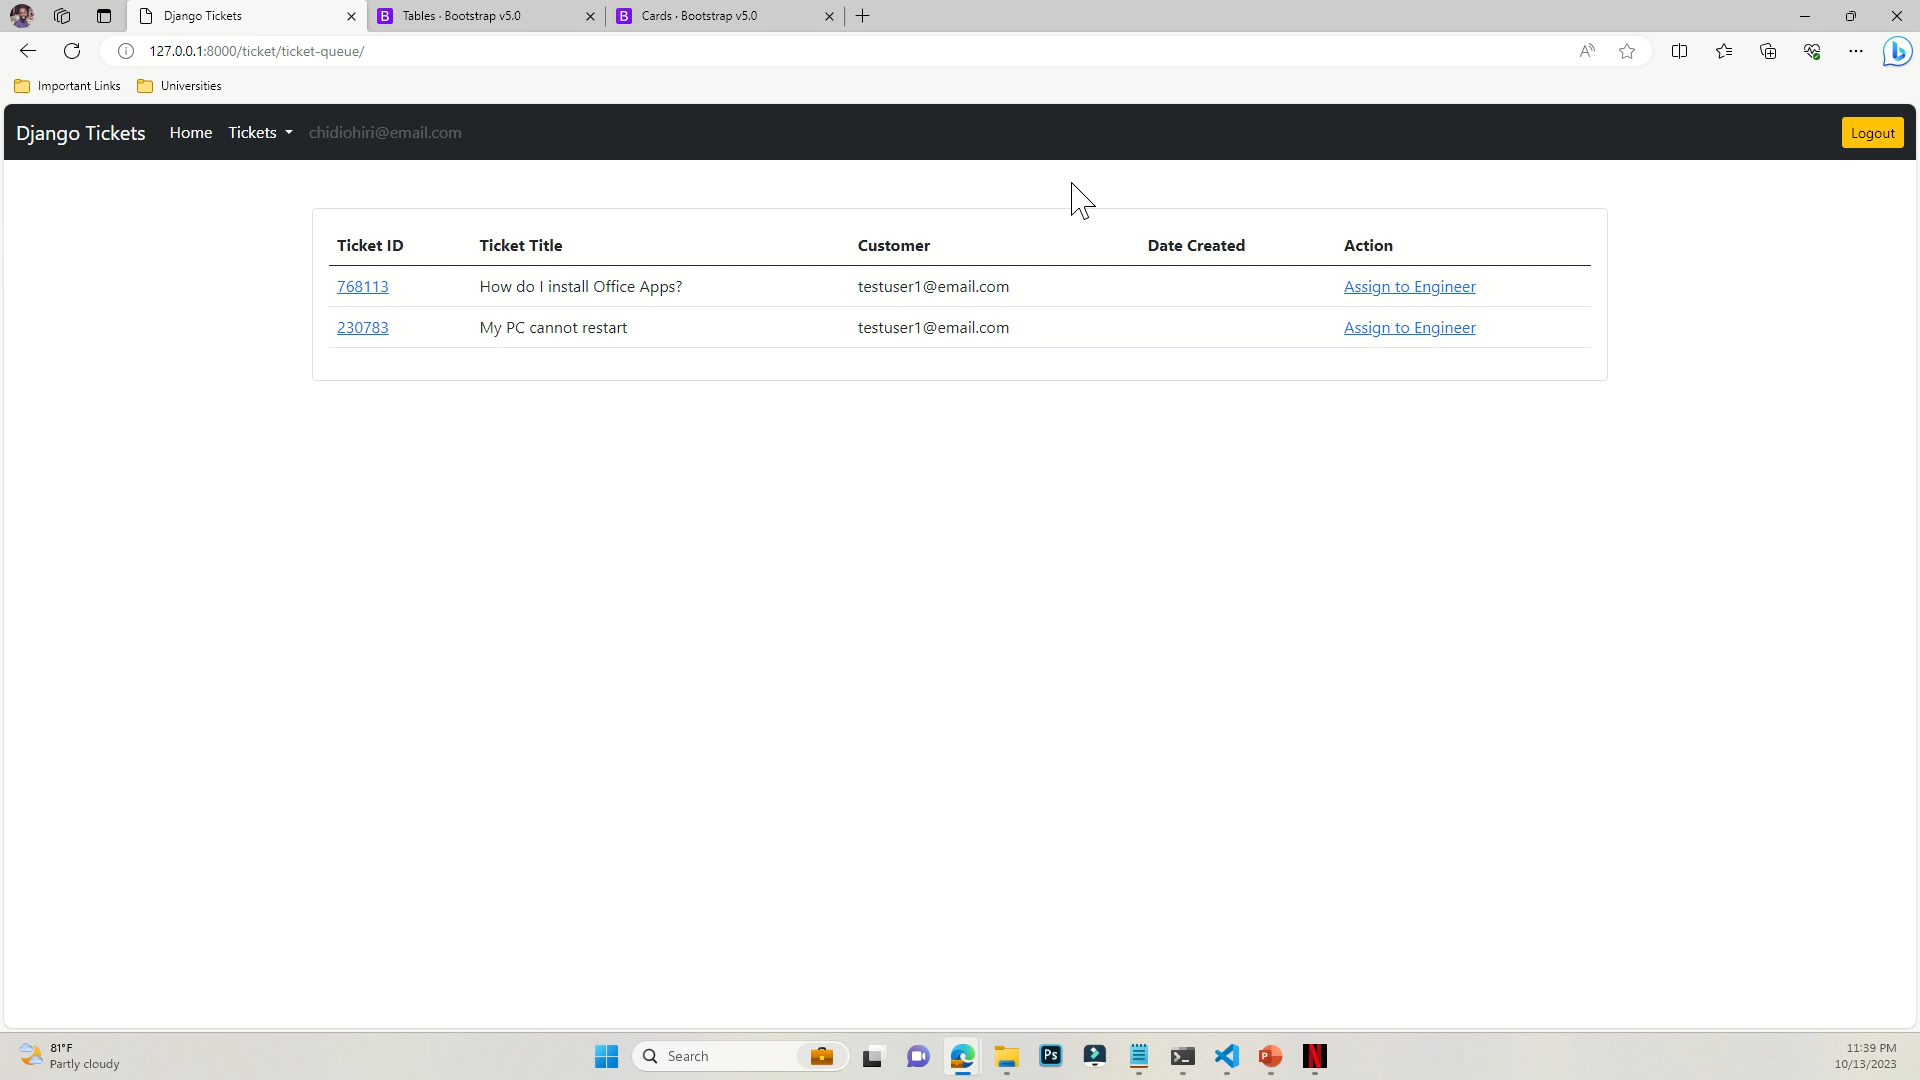 Django Tickets
Tables · Bootstrap v5.0
Cards · Bootstrap v5.0
127.0.0.1:8000/ticket/ticket-queue/
Important Links
Universities
Django Tickets Home Tickets chidiohiri@email.com Logout
Ticket ID Ticket Title Customer Date Created Action
768113 How do I install Office Apps? testuser1@email.com Assign to Engineer
230783 My PC cannot restart testuser1@email.com Assign to Engineer
81°F
Partly cloudy
Search
Ps
P
N
11:39 PM
10/13/2023